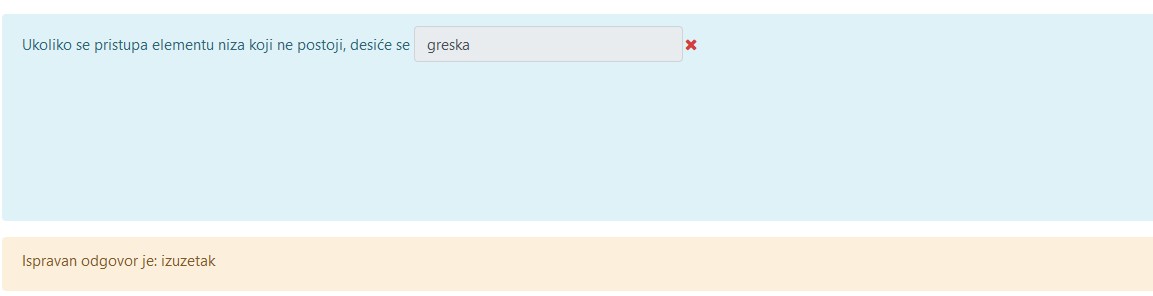 Ukoliko se pristupa elementu niza koji ne postoji, desiće se greska
Ispravan odgovor je: izuzetak